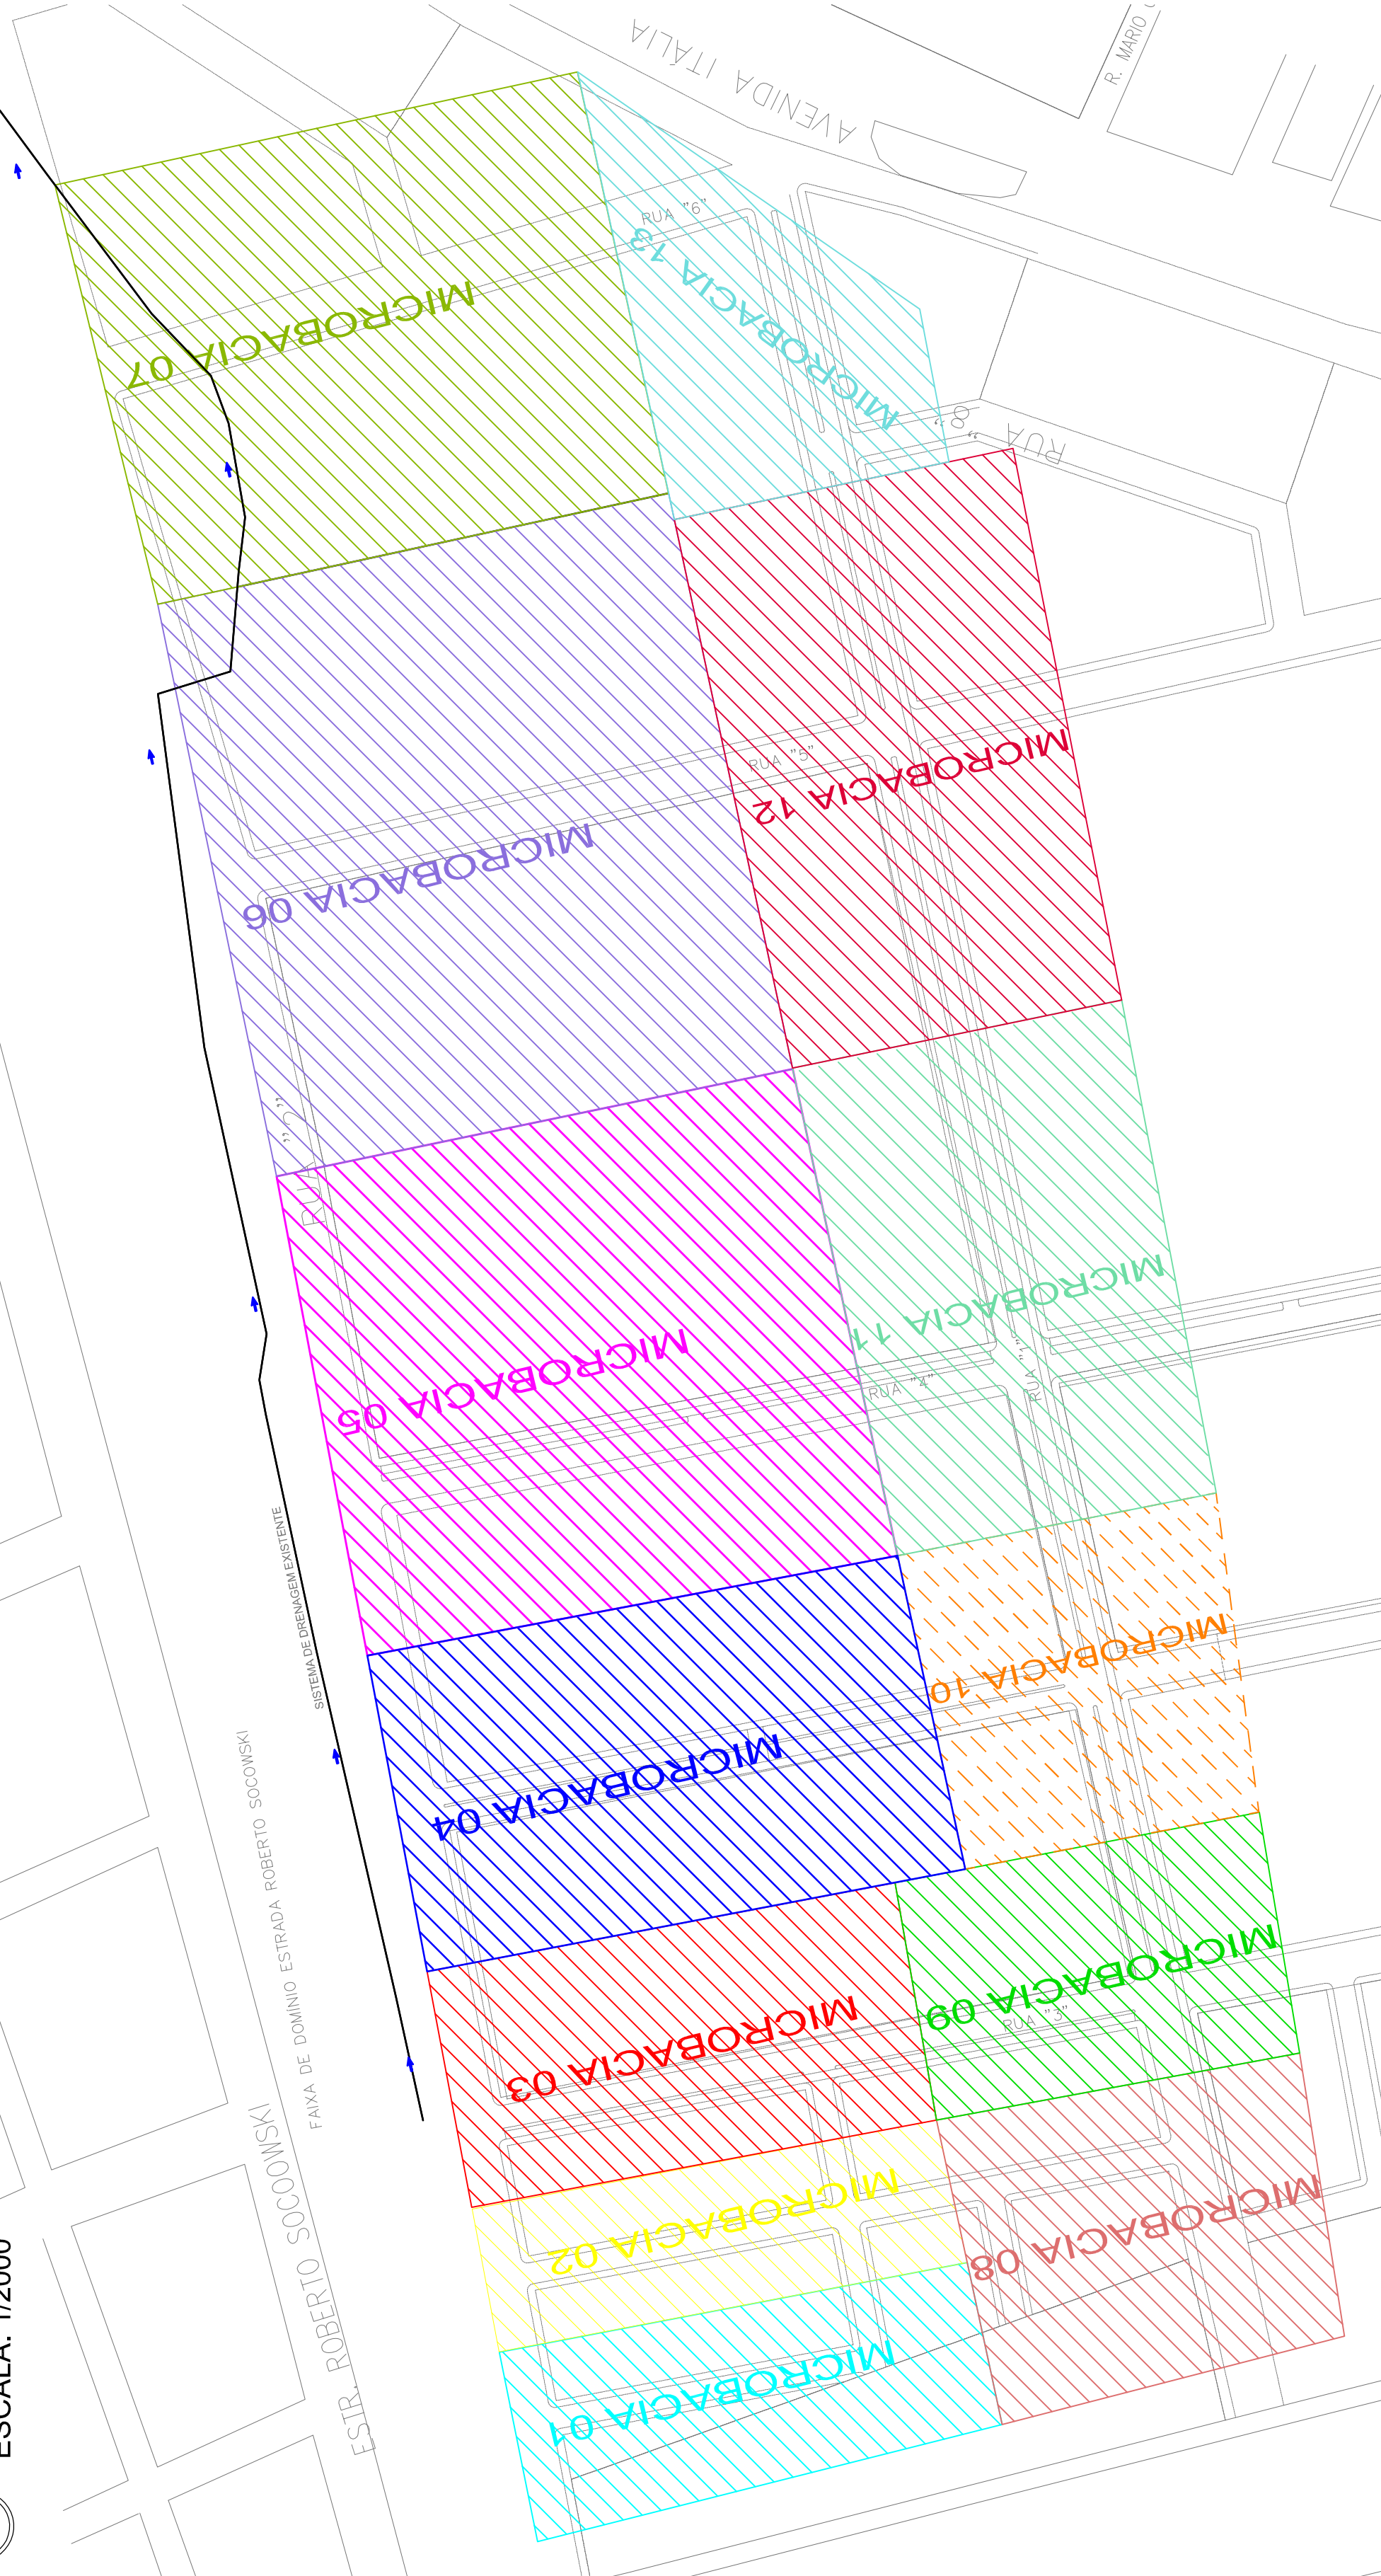 AVENIDA ITÁLIA
R. MARIO
RUA "6"
MICROBACIA 13
MICROBACIA 07
RUA "8"
MICROBACIA 12
RUA "5"
MICROBACIA 06
RUA "2"
MICROBACIA 11
MICROBACIA 05
RUA "4"
RUA "1"
SISTEMA DE DRENAGEM EXISTENTE
MICROBACIA 10
MICROBACIA 04
FAIXA DE DOMÍNIO ESTRADA ROBERTO SOCOWSKI
MICROBACIA 09
RUA "3"
MICROBACIA 03
ESTR. ROBERTO SOCOWSKI
MICROBACIA 02
MICROBACIA 08
ESCALA: 1/2000
MICROBACIA 01